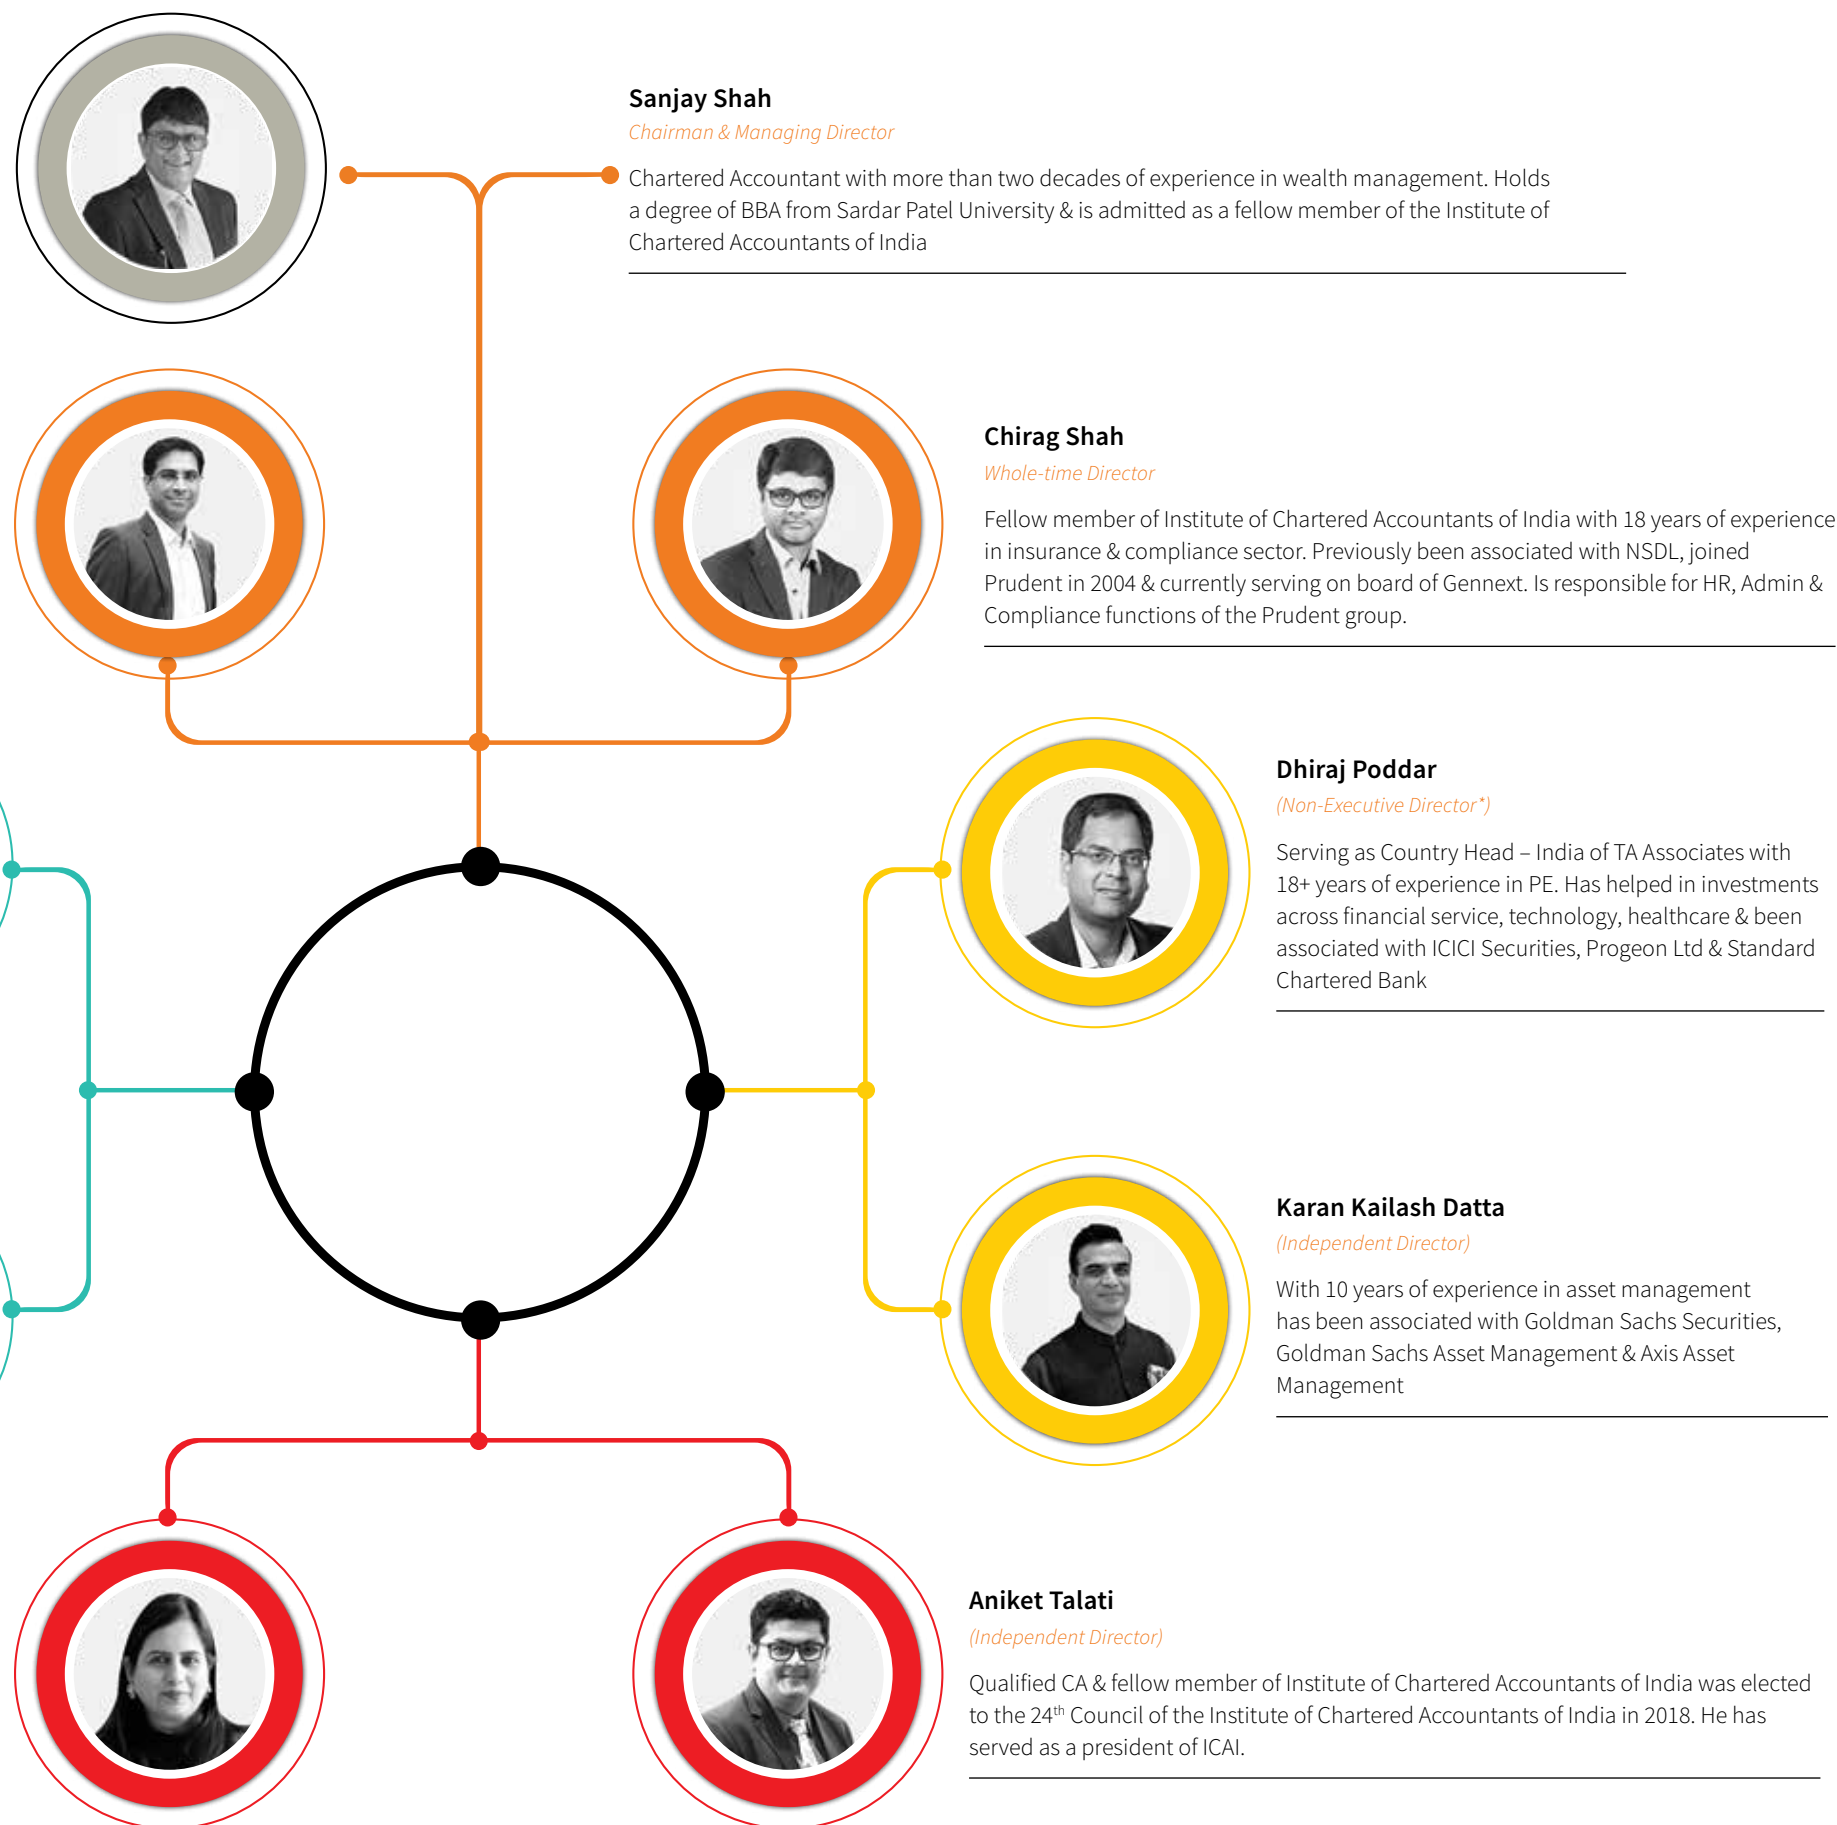 Sanjay Shah
Chairman & Managing Director
Chartered Accountant with more than two decades of experience in wealth management. Holds
a degree of BBA from Sardar Patel University & is admitted as a fellow member of the Institute of
Chartered Accountants of India
Chirag Shah
Whole-time Director
Fellow member of Institute of Chartered Accountants of India with 18 years of experience
in insurance & compliance sector. Previously been associated with NSDL, joined
Prudent in 2004 & currently serving on board of Gennext. Is responsible for HR, Admin &
Compliance functions of the Prudent group.
Dhiraj Poddar
(Non-Executive Director*)
Serving as Country Head – India of TA Associates with
18+ years of experience in PE. Has helped in investments
across financial service, technology, healthcare & been
associated with ICICI Securities, Progeon Ltd & Standard
Chartered Bank
Karan Kailash Datta
(Independent Director)
With 10 years of experience in asset management
has been associated with Goldman Sachs Securities,
Goldman Sachs Asset Management & Axis Asset
Management
Aniket Talati
(Independent Director)
Qualified CA & fellow member of Institute of Chartered Accountants of India was elected
to the 24th Council of the Institute of Chartered Accountants of India in 2018. He has
served as a president of ICAI.